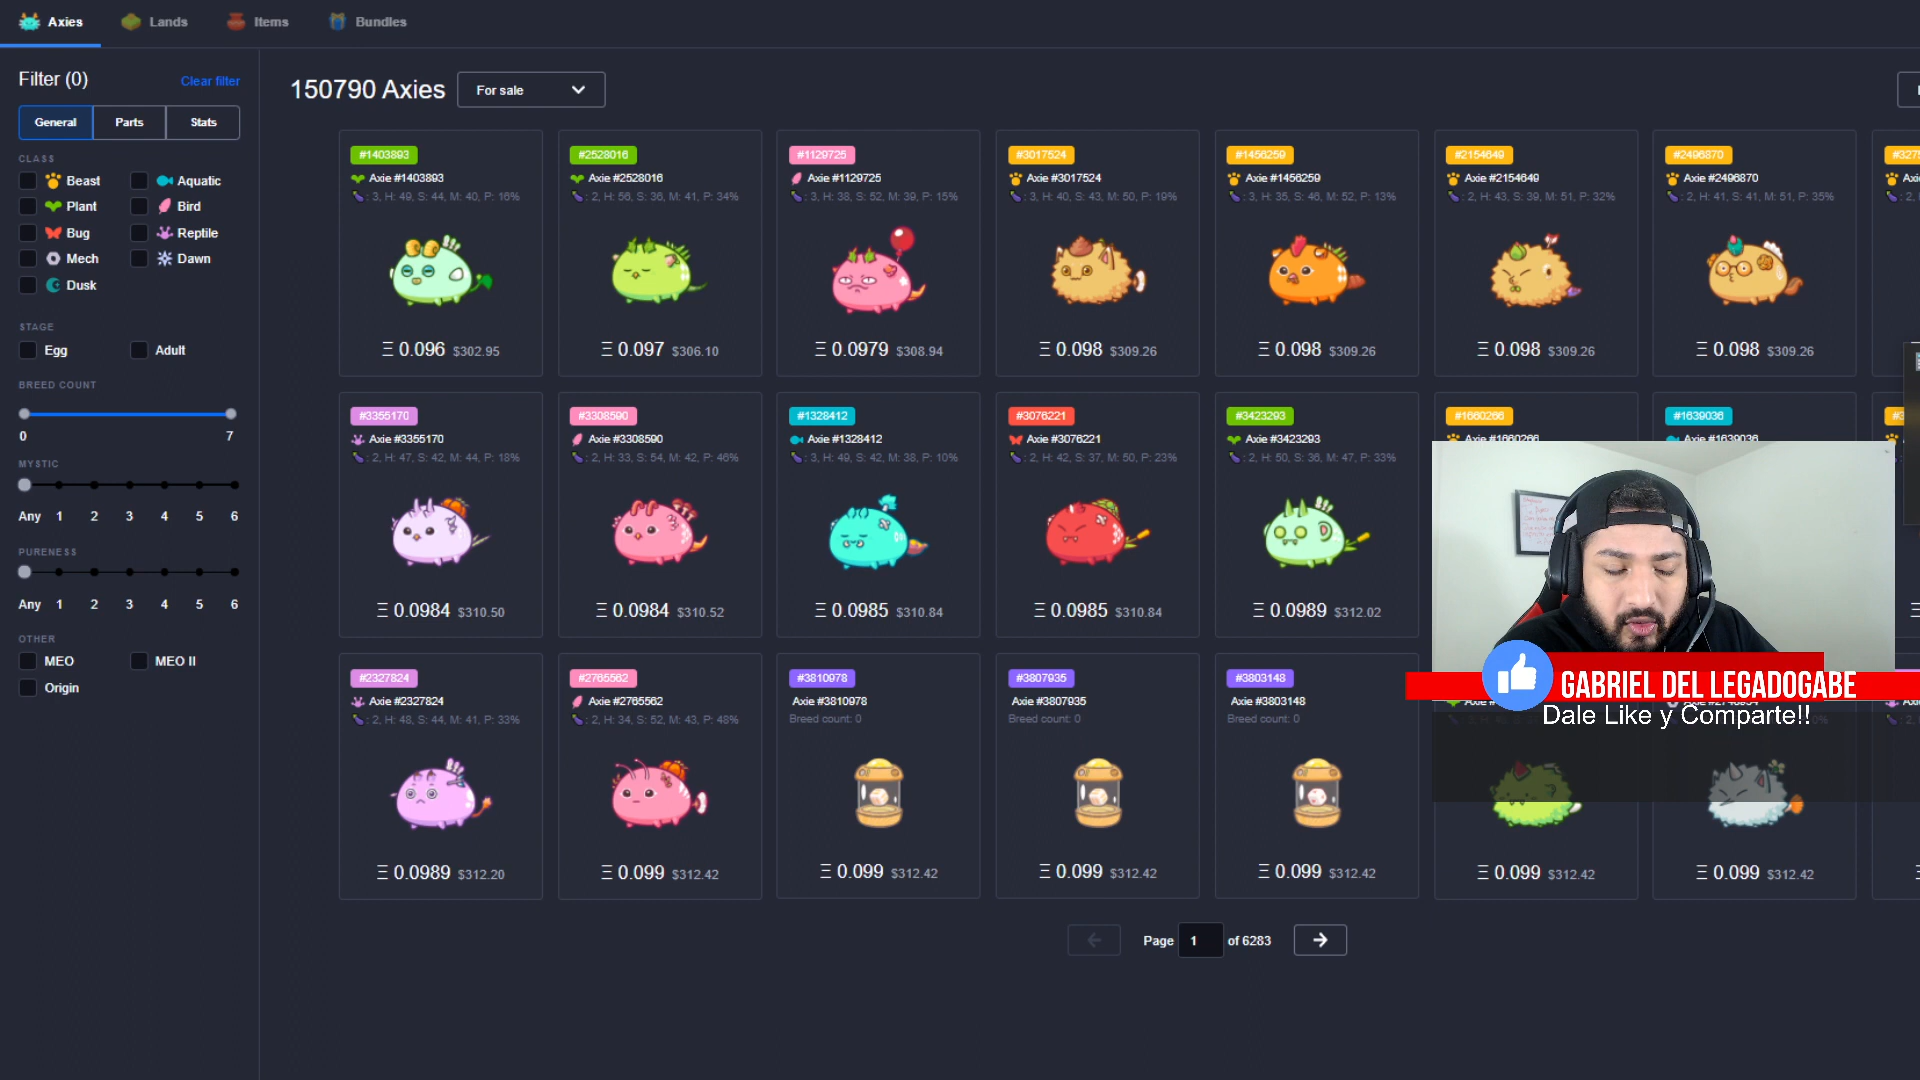 Axies Lands Items Bundles
Filter (0) Clear filter
150790 Axies For sale
General Parts Stats
CLASS
Beast Aquatic
Plant Bird
Bug Reptile
Mech Dawn
Dusk
STAGE
Egg Adult
BREED COUNT
0 7
MYSTIC
Any 1 2 3 4 5 6
PURENESS
Any 1 2 3 4 5 6
OTHER
MEO MEO II
Origin
#1403893 #2528016 #1129725 #3017524 #1456259 #2154649 #2496870
Axie #1403893 Axie #2528016 Axie #1129725 Axie #3017524 Axie #1456259 Axie #2154649 Axie #2496870
: 3, H: 49, S: 44, M: 40, P: 16% : 2, H: 56, S: 36, M: 41, P: 34% : 3, H: 38, S: 52, M: 39, P: 15% : 3, H: 40, S: 43, M: 50, P: 19% : 3, H: 35, S: 46, M: 52, P: 13% : 2, H: 43, S: 39, M: 51, P: 32% : 2, H: 41, S: 41, M: 51, P: 35%
Ξ 0.096 $302.95 Ξ 0.097 $306.10 Ξ 0.0979 $308.94 Ξ 0.098 $309.26 Ξ 0.098 $309.26 Ξ 0.098 $309.26 Ξ 0.098 $309.26
#3355170 #3308590 #1328412 #3076221 #3423293 #1660266 #1639036
Axie #3355170 Axie #3308590 Axie #1328412 Axie #3076221 Axie #3423293 Axie #1660266 Axie #1639036
: 2, H: 47, S: 42, M: 44, P: 18% : 2, H: 33, S: 54, M: 42, P: 46% : 3, H: 49, S: 42, M: 38, P: 10% : 2, H: 42, S: 37, M: 50, P: 23% : 2, H: 50, S: 36, M: 47, P: 33%
Ξ 0.0984 $310.50 Ξ 0.0984 $310.52 Ξ 0.0985 $310.84 Ξ 0.0985 $310.84 Ξ 0.0989 $312.02
#2327824 #2765562 #3810978 #3807935 #3803148
Axie #2327824 Axie #2765562 Axie #3810978 Axie #3807935 Axie #3803148
: 2, H: 48, S: 44, M: 41, P: 33% : 2, H: 34, S: 52, M: 43, P: 48% Breed count: 0 Breed count: 0 Breed count: 0
Ξ 0.0989 $312.20 Ξ 0.099 $312.42 Ξ 0.099 $312.42 Ξ 0.099 $312.42 Ξ 0.099 $312.42 Ξ 0.099 $312.42 Ξ 0.099 $312.42
GABRIEL DEL LEGADOGABE
Dale Like y Comparte!!
Page 1 of 6283